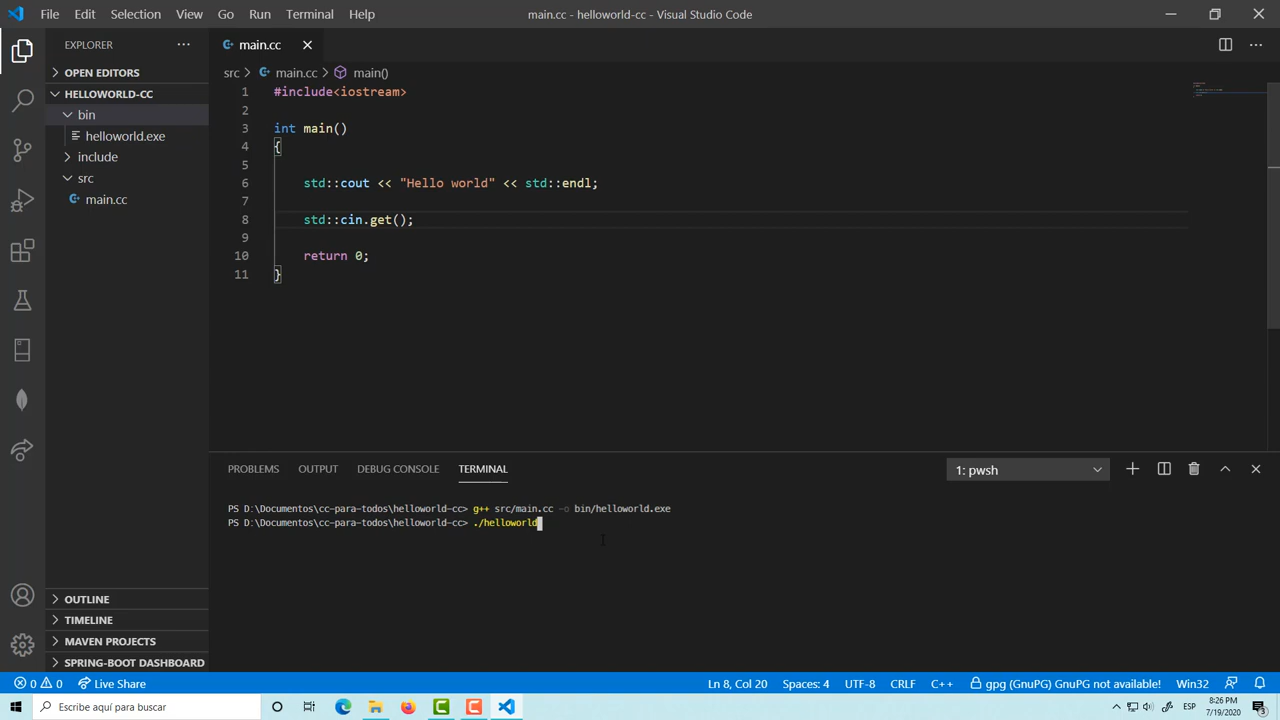 File Edit Selection View Go Run Terminal Help
main.cc - helloworld-cc - Visual Studio Code
EXPLORER
OPEN EDITORS
HELLOWORLD-CC
bin
helloworld.exe
include
src
main.cc
OUTLINE
TIMELINE
MAVEN PROJECTS
SPRING-BOOT DASHBOARD
main.cc
src > main.cc > main()
1 #include<iostream>
2
3 int main()
4 {
5
6 std::cout << "Hello world" << std::endl;
7
8 std::cin.get();
9
10 return 0;
11 }
PROBLEMS OUTPUT DEBUG CONSOLE TERMINAL
1: pwsh
PS D:\Documentos\cc-para-todos\helloworld-cc> g++ src/main.cc -o bin/helloworld.exe
PS D:\Documentos\cc-para-todos\helloworld-cc> ./helloworld
0 0 Live Share
Ln 8, Col 20 Spaces: 4 UTF-8 CRLF C++ gpg (GnuPG) GnuPG not available! Win32
Escribe aquí para buscar
ESP
8:26 PM
7/19/2020
3